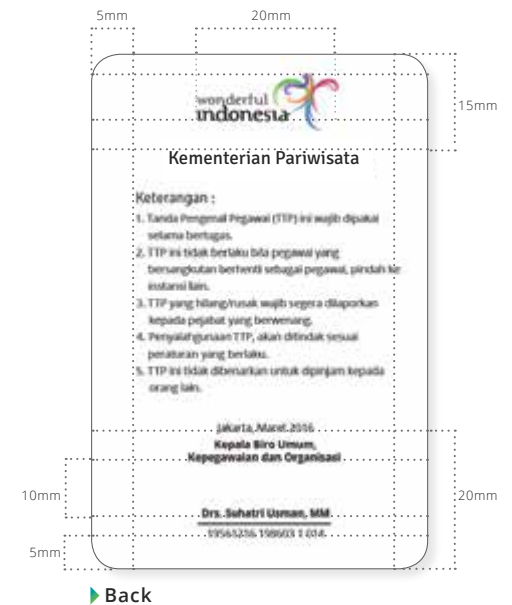 5mm
20mm
wonderful
indonesia
15mm
Kementerian Pariwisata
Keterangan :
1. Tanda Pengenal Pegawai (TTP) ini wajib dipakai
selama bertugas.
2. TTP ini tidak berlaku bila pegawai yang
bersangkutan berhenti sebagai pegawai, pindah ke
instansi lain.
3. TTP yang hilang/rusak wajib segera dilaporkan
kepada pejabat yang berwenang.
4. Penyalahgunaan TTP, akan ditindak sesuai
peraturan yang berlaku.
5. TTP ini tidak dibenarkan untuk dipinjam kepada
orang lain.
Jakarta, Maret 2016
Kepala Biro Umum,
Kepegawaian dan Organisasi
10mm
20mm
Drs. Suhatri Usman, MM
19561216 198603 1 014
5mm
Back